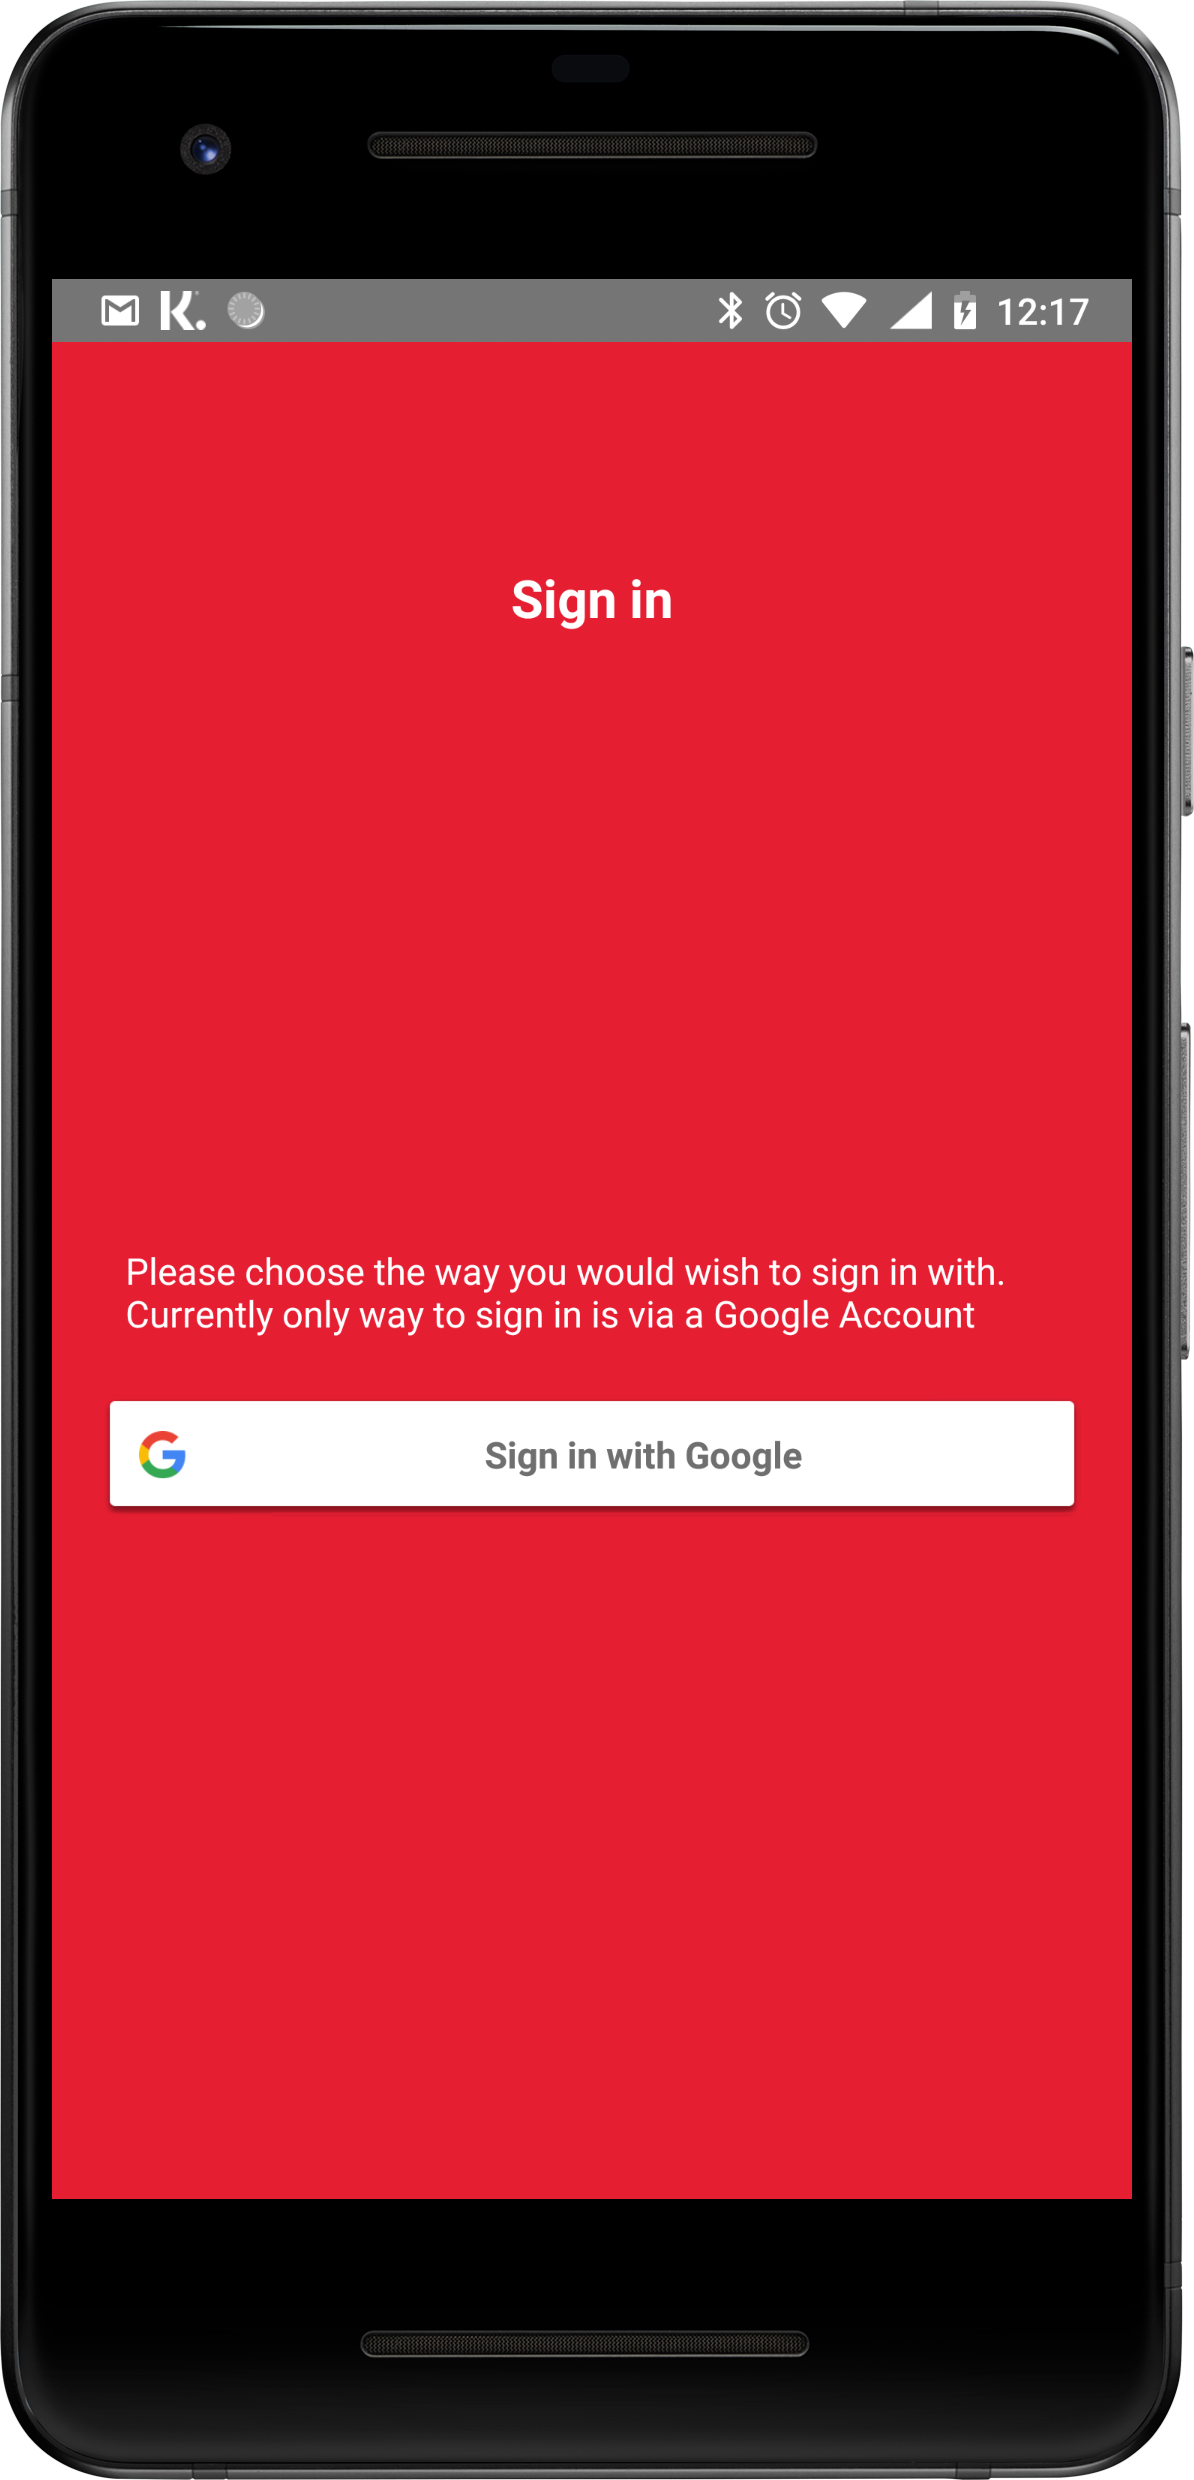 K. 12:17
Sign in
Please choose the way you would wish to sign in with.
Currently only way to sign in is via a Google Account
Sign in with Google